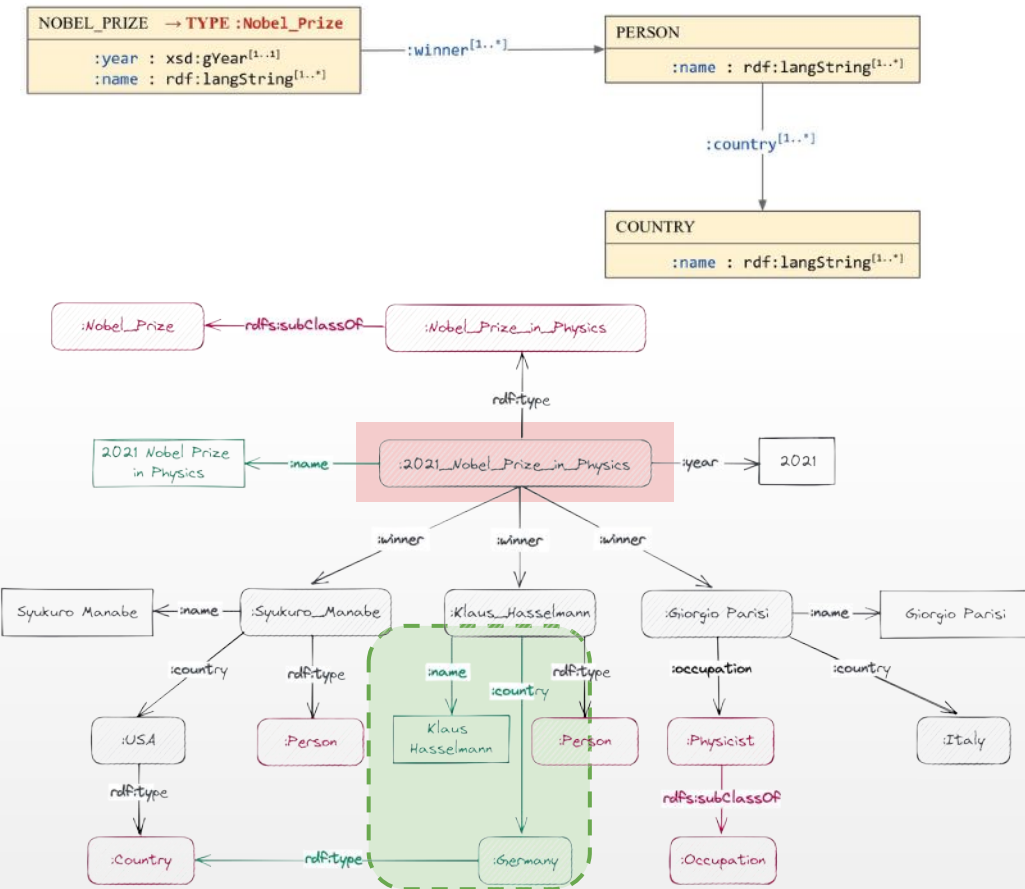 NOBEL_PRIZE → TYPE :Nobel_Prize
:year : xsd:gYear[1..1]
:name : rdf:langString[1..*]
:winner[1..*]
PERSON
:name : rdf:langString[1..*]
:country[1..*]
COUNTRY
:name : rdf:langString[1..*]
:Nobel_Prize
rdfs:subClassOf
:Nobel_Prize_in_Physics
rdf:type
2021 Nobel Prize
in Physics
:name
:2021_Nobel_Prize_in_Physics
:year
2021
:winner
:winner
:winner
Syukuro Manabe
:name
:Syukuro_Manabe
:Klaus_Hasselmann
:Giorgio Parisi
:name
Giorgio Parisi
:country
rdf:type
:name
:country
rdf:type
:occupation
:country
:USA
:Person
Klaus
Hasselmann
:Person
:Physicist
:Italy
rdf:type
rdfs:subClassOf
:Country
rdf:type
:Germany
:Occupation